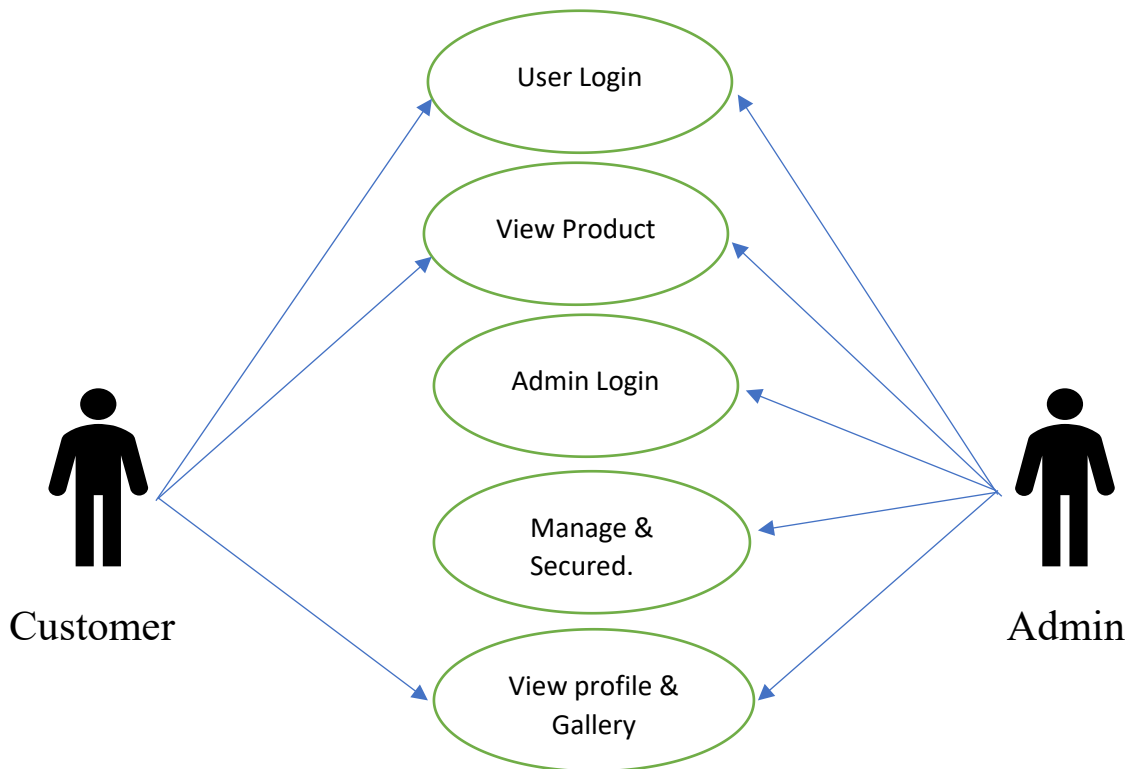 User Login
View Product
Admin Login
Manage &
Secured.
Customer
Admin
View profile &
Gallery